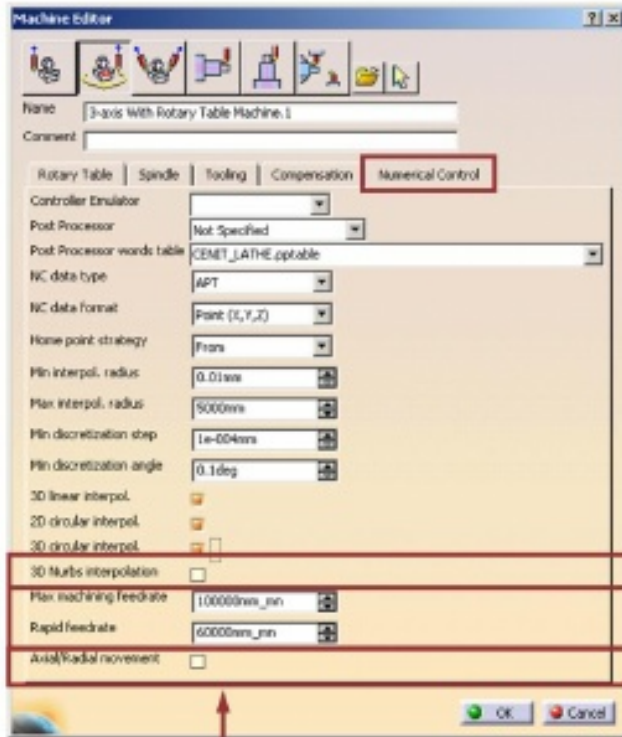 Machine Editor
Name 3-axis With Rotary Table Machine.1
Comment
Rotary Table Spindle Tooling Compensation Numerical Control
Controller Emulator
Post Processor Not Specified
Post Processor words table CENIT_LATHE.pptable
NC data type APT
NC data format Point (X,Y,Z)
Home point strategy From
Min interpol. radius 0.01mm
Max interpol. radius 5000mm
Min discretization step 1e-004mm
Min discretization angle 0.1deg
3D linear interpol.
2D circular interpol.
3D circular interpol.
3D Nurbs interpolation
Max machining feedrate 100000mm_mn
Rapid feedrate 60000mm_mn
Axial/Radial movement
OK Cancel